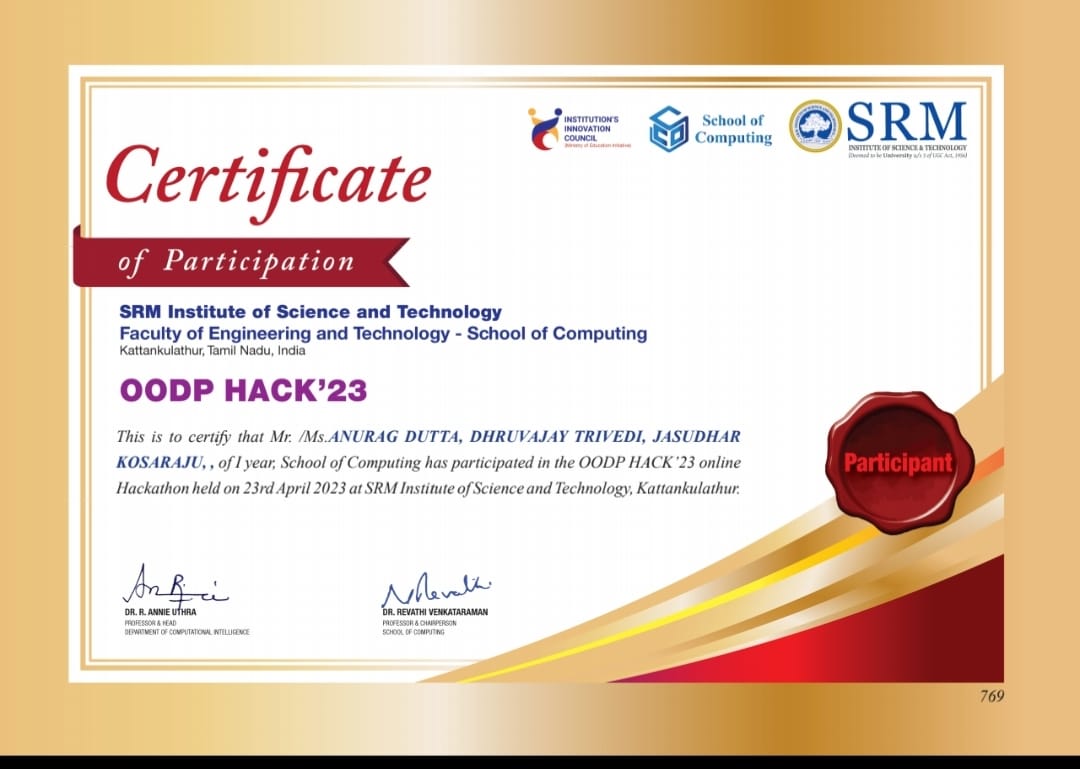 INSTITUTION'S
INNOVATION
COUNCIL
(Ministry of Education Initiative)
School of
Computing
SRM
INSTITUTE OF SCIENCE & TECHNOLOGY
(Deemed to be University u/s 3 of UGC Act, 1956)
Certificate
of Participation
SRM Institute of Science and Technology
Faculty of Engineering and Technology - School of Computing
Kattankulathur, Tamil Nadu, India
OODP HACK'23
This is to certify that Mr. /Ms.ANURAG DUTTA, DHRUVAJAY TRIVEDI, JASUDHAR
KOSARAJU, , of I year, School of Computing has participated in the OODP HACK'23 online
Hackathon held on 23rd April 2023 at SRM Institute of Science and Technology, Kattankulathur.
Participant
DR. R. ANNIE UTHRA
PROFESSOR & HEAD
DEPARTMENT OF COMPUTATIONAL INTELLIGENCE
N Revathi
DR. REVATHI VENKATARAMAN
PROFESSOR & CHAIRPERSON
SCHOOL OF COMPUTING
769